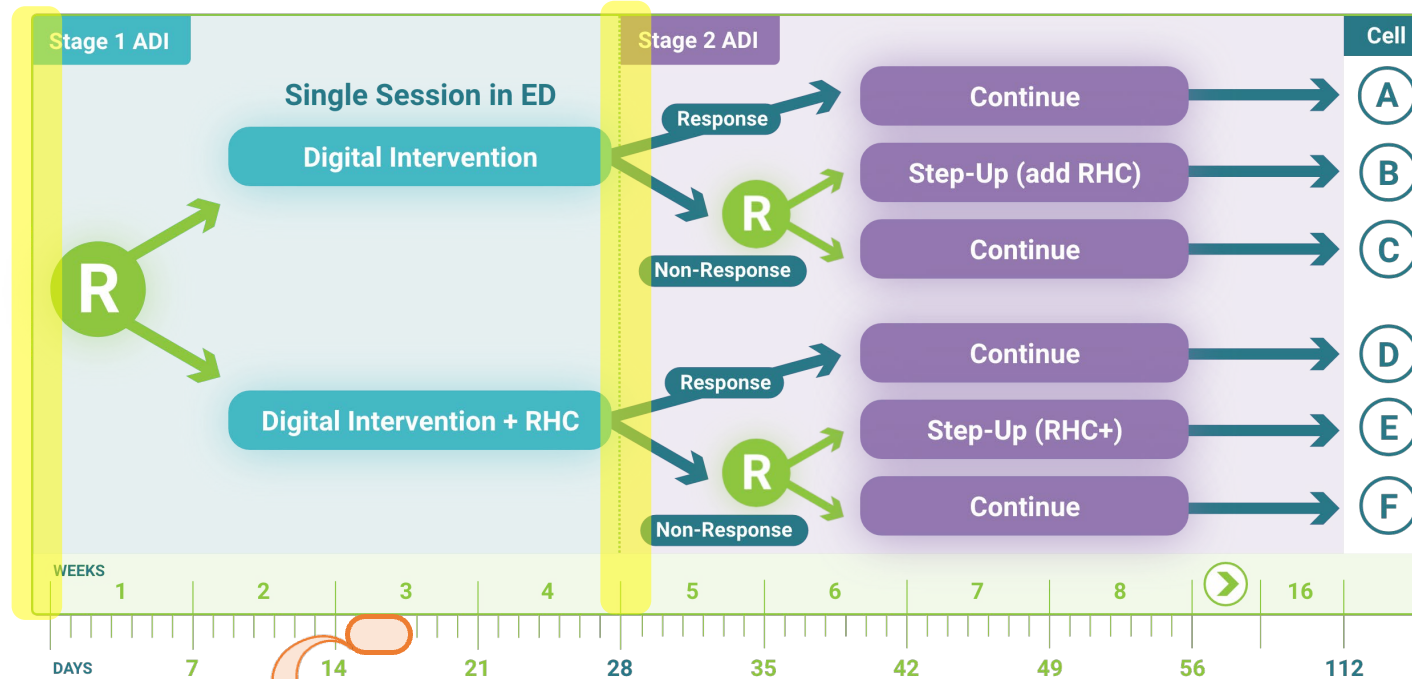 Stage 1 ADI
Stage 2 ADI
Cell
Single Session in ED
Digital Intervention
Response
Continue
A
R
Step-Up (add RHC)
B
Non-Response
Continue
C
R
Digital Intervention + RHC
Response
Continue
D
R
Step-Up (RHC+)
E
Non-Response
Continue
F
WEEKS
1 2 3 4 5 6 7 8 16
DAYS 7 14 21 28 35 42 49 56 112